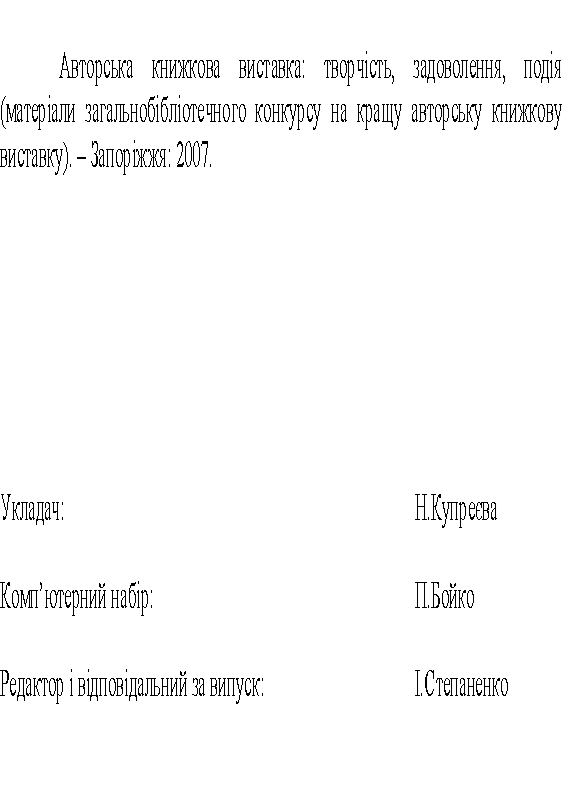 Авторська книжкова виставка: творчість, задоволення, подія
(матеріали загальнобібліотечного конкурсу на кращу авторську книжкову
виставку). – Запоріжжя: 2007.
Укладач: Н.Купреєва
Комп’ютерний набір: П.Бойко
Редактор і відповідальний за випуск: І.Степаненко